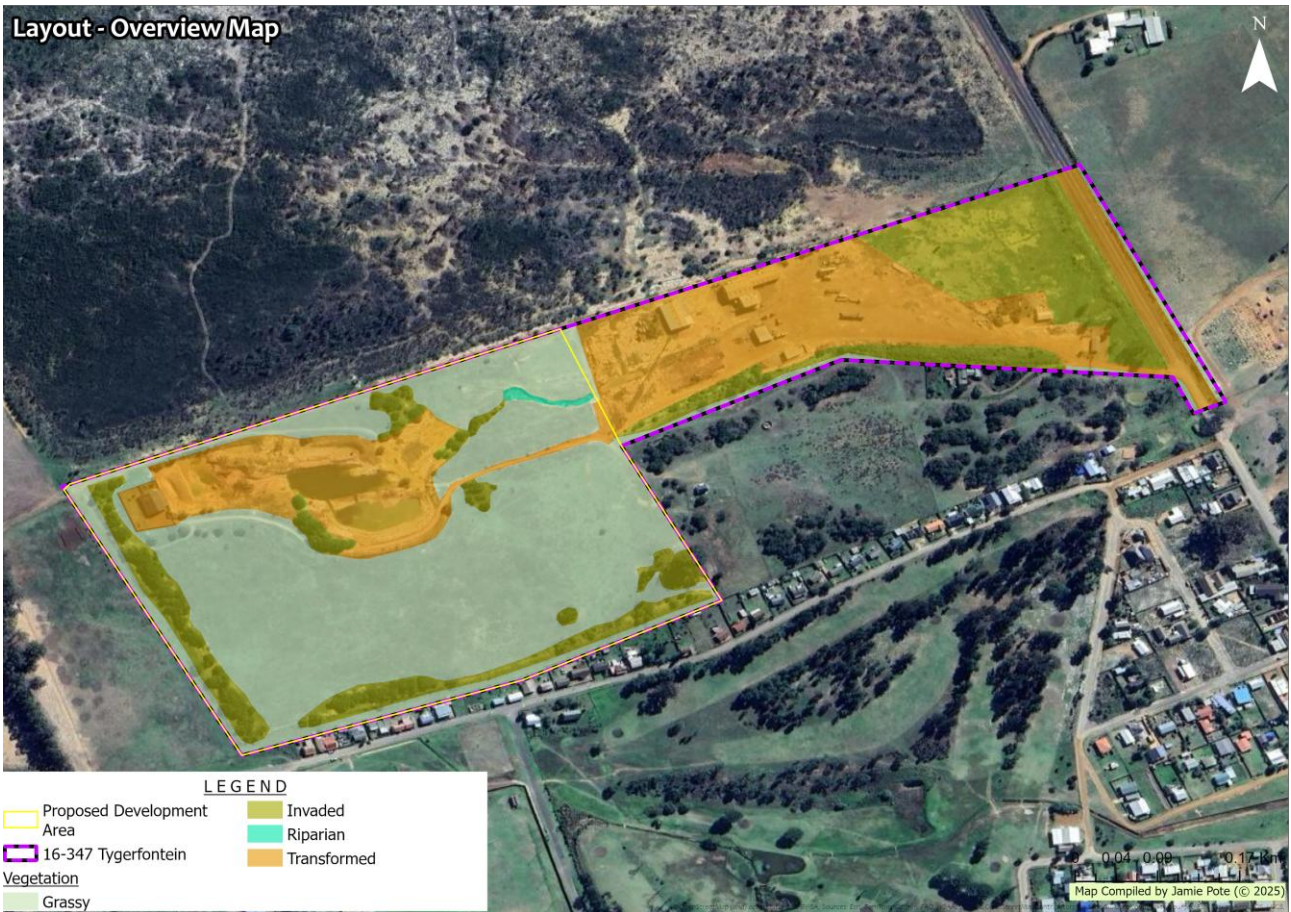 Layout - Overview Map
N
LEGEND
Proposed Development
Area
16-347 Tygerfontein
Vegetation
Grassy
Invaded
Riparian
Transformed
0 0.04 0.09 0.17 Km
Map Compiled by Jamie Pote (© 2025)